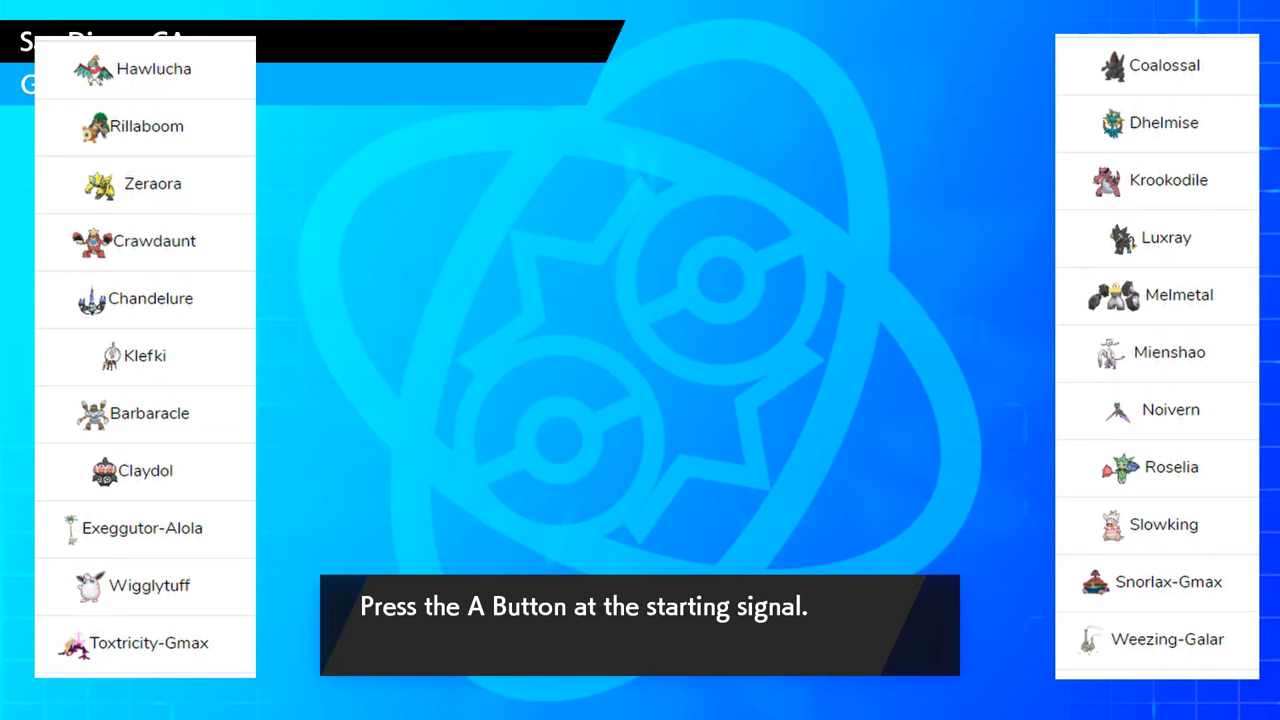 Hawlucha
Rillaboom
Zeraora
Crawdaunt
Chandelure
Klefki
Barbaracle
Claydol
Exeggutor-Alola
Wigglytuff
Toxtricity-Gmax
Coalossal
Dhelmise
Krookodile
Luxray
Melmetal
Mienshao
Noivern
Roselia
Slowking
Snorlax-Gmax
Weezing-Galar
Press the A Button at the starting signal.